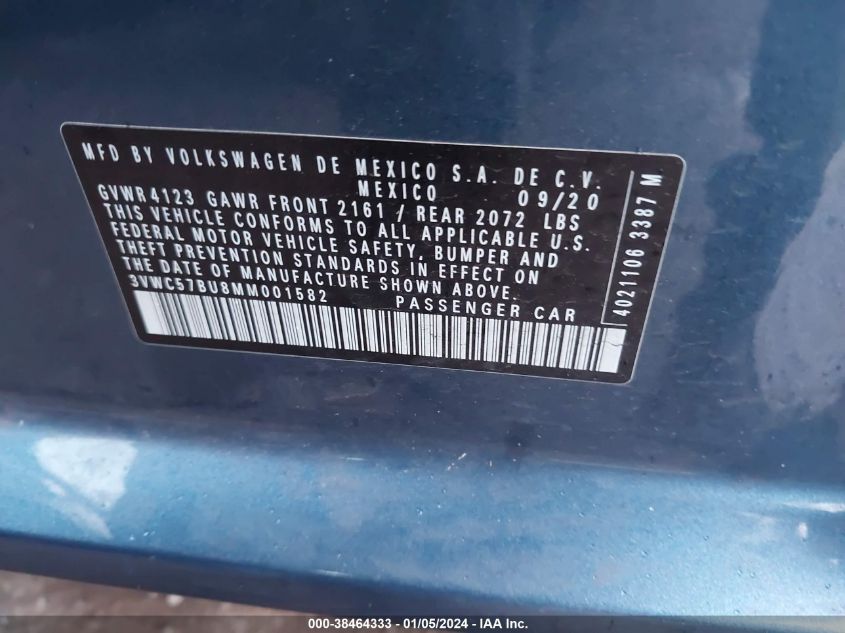 MFD BY VOLKSWAGEN DE MEXICO S.A. DE C.V.
MEXICO 09/20
GVWR 4123 GAWR FRONT 2161 / REAR 2072 LBS
THIS VEHICLE CONFORMS TO ALL APPLICABLE U.S.
FEDERAL MOTOR VEHICLE SAFETY, BUMPER AND
THEFT PREVENTION STANDARDS IN EFFECT ON
THE DATE OF MANUFACTURE SHOWN ABOVE.
3VWC57BU8MM001582 PASSENGER CAR
4021106 3387 M
000-38464333 - 01/05/2024 - IAA Inc.